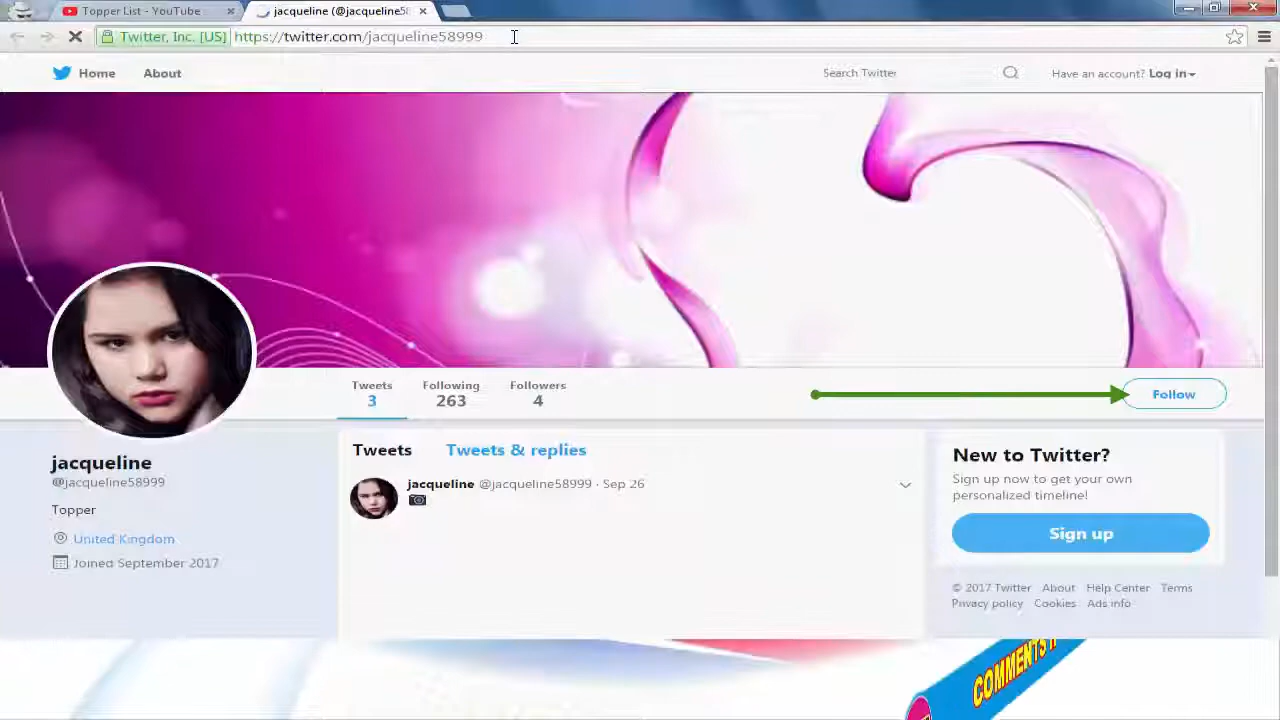 Topper List - YouTube
jacqueline (@jacqueline58
Twitter, Inc. [US]
https://twitter.com/jacqueline58999
Home
About
Search Twitter
Have an account? Log in
Tweets
3
Following
263
Followers
4
Follow
jacqueline
@jacqueline58999
Topper
United Kingdom
Joined September 2017
Tweets
Tweets & replies
jacqueline @jacqueline58999 · Sep 26
New to Twitter?
Sign up now to get your own
personalized timeline!
Sign up
© 2017 Twitter About Help Center Terms
Privacy policy Cookies Ads info
COMMENTS